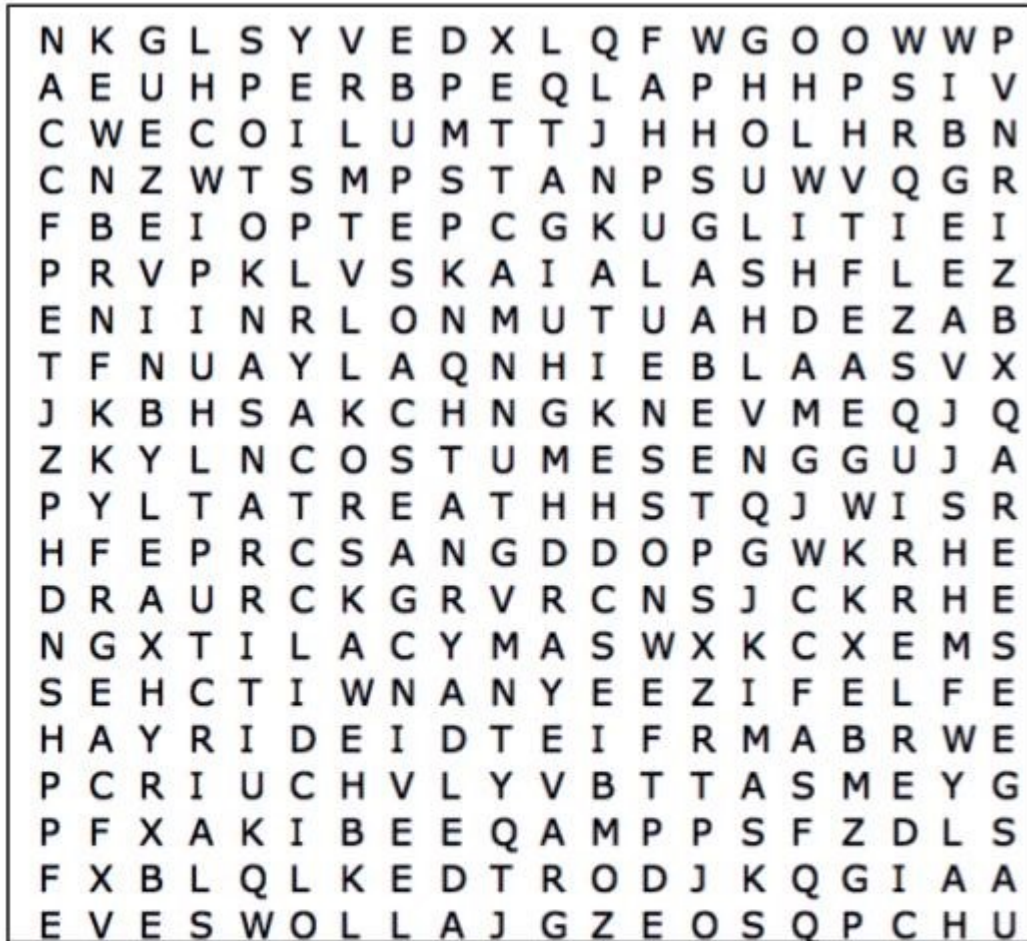 N K G L S Y V E D X L Q F W G O O W W P
A E U H P E R B P E Q L A P H H P S I V
C W E C O I L U M T T J H H O L H R B N
C N Z W T S M P S T A N P S U W V Q G R
F B E I O P T E P C G K U G L I T I E I
P R V P K L V S K A I A L A S H F L E Z
E N I I N R L O N M U T U A H D E Z A B
T F N U A Y L A Q N H I E B L A A S V X
J K B H S A K C H N G K N E V M E Q J Q
Z K Y L N C O S T U M E S E N G G U J A
P Y L T A T R E A T H H S T Q J W I S R
H F E P R C S A N G D D O P G W K R H E
D R A U R C K G R V R C N S J C K R H E
N G X T I L A C Y M A S W X K C X E M S
S E H C T I W N A N Y E E Z I F E L F E
H A Y R I D E I D T E I F R M A B R W E
P C R I U C H V L Y V B T T A S M E Y G
P F X A K I B E E Q A M P P S F Z D L S
F X B L Q L K E D T R O D J K Q G I A A
E V E S W O L L A J G Z E O S Q P C H U